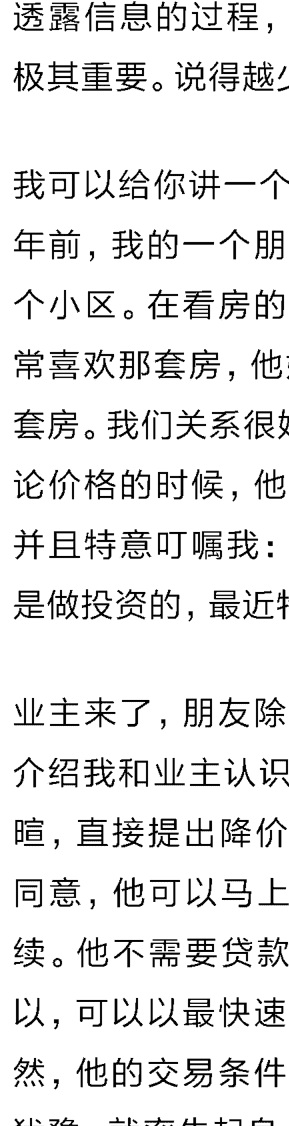 透露信息的过程，
极其重要。说得越少
我可以给你讲一个
年前，我的一个朋
个小区。在看房的
常喜欢那套房，他
套房。我们关系很好
论价格的时候，他
并且特意叮嘱我：
是做投资的，最近特
业主来了，朋友除
介绍我和业主认识
暄，直接提出降价
同意，他可以马上
续。他不需要贷款
以，可以以最快速
然，他的交易条件